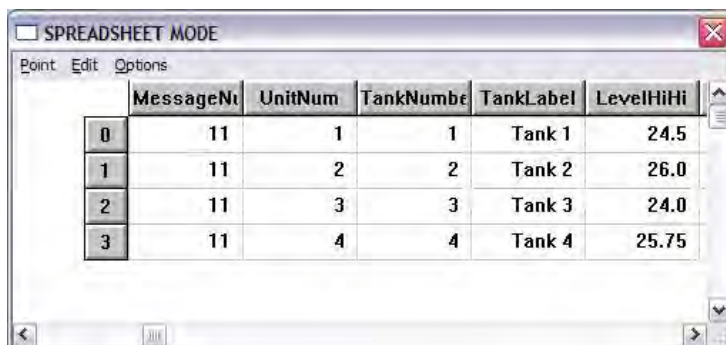 SPREADSHEET MODE
Point Edit Options
MessageNu UnitNum TankNumbe TankLabel LevelHiHi
0 11 1 1 Tank 1 24.5
1 11 2 2 Tank 2 26.0
2 11 3 3 Tank 3 24.0
3 11 4 4 Tank 4 25.75